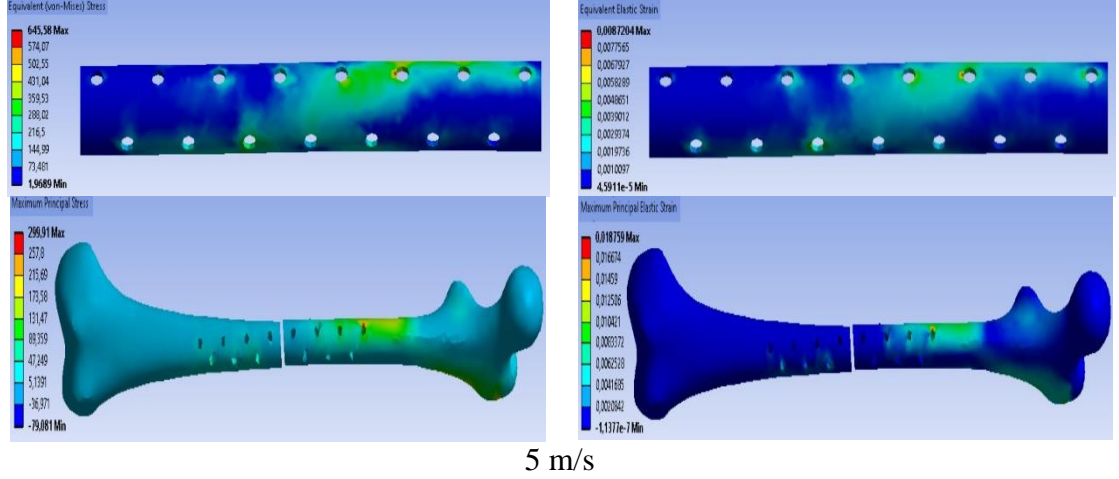 Equivalent (von-Mises) Stress
645,58 Max
574,07
502,55
431,04
359,53
288,02
216,5
144,99
73,481
1,9689 Min
Equivalent Elastic Strain
0,0087204 Max
0,0077565
0,0067927
0,0058289
0,0048651
0,0039012
0,0029374
0,0019736
0,0010097
4,5911e-5 Min
Maximum Principal Stress
299,91 Max
257,8
215,69
173,58
131,47
89,359
47,249
5,1391
-36,971
-79,081 Min
Maximum Principal Elastic Strain
0,018759 Max
0,016674
0,01459
0,012506
0,010421
0,0083372
0,0062528
0,0041685
0,0020842
-1,1377e-7 Min
5 m/s